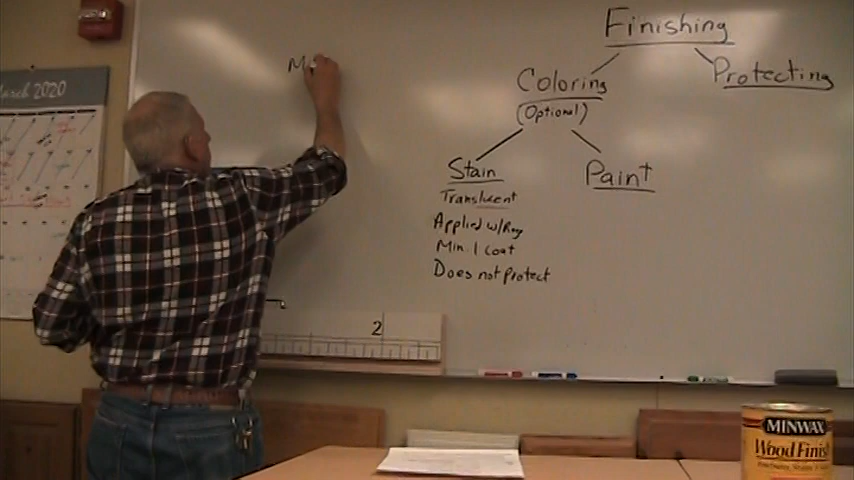 March 2020
M
Finishing
Coloring
(Optional)
Protecting
Stain
Translucent
Applied w/Rag
Min. 1 Coat
Does not Protect
Paint
2
MINWAX
Wood Finish